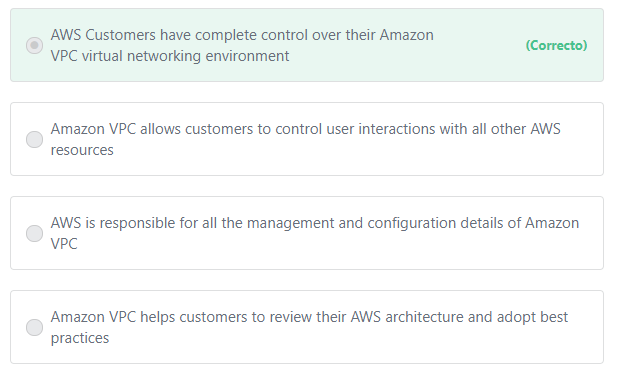 AWS Customers have complete control over their Amazon
VPC virtual networking environment
(Correcto)
Amazon VPC allows customers to control user interactions with all other AWS
resources
AWS is responsible for all the management and configuration details of Amazon
VPC
Amazon VPC helps customers to review their AWS architecture and adopt best
practices